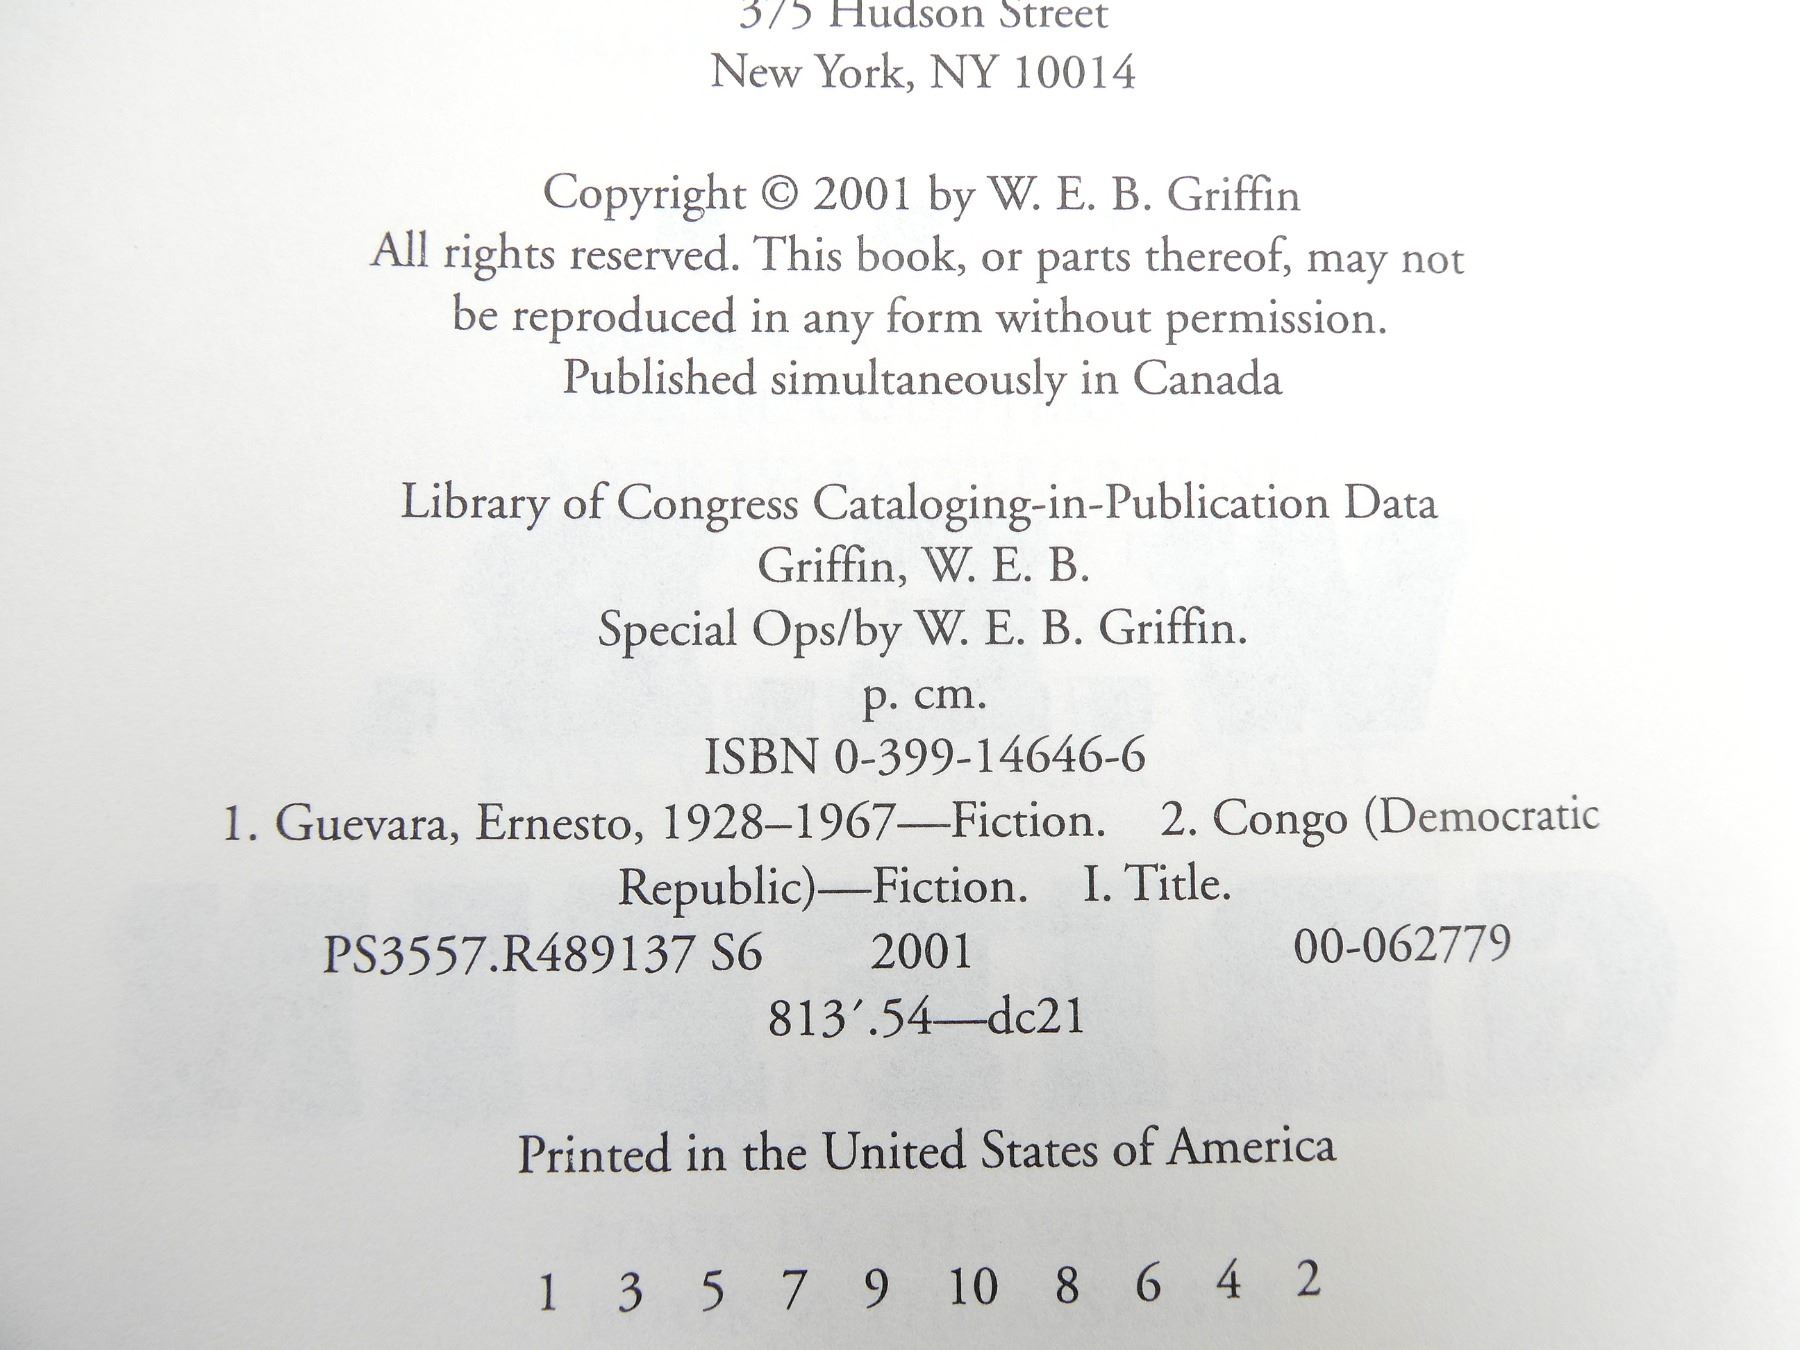 375 Hudson Street
New York, NY 10014
Copyright © 2001 by W. E. B. Griffin
All rights reserved. This book, or parts thereof, may not
be reproduced in any form without permission.
Published simultaneously in Canada
Library of Congress Cataloging-in-Publication Data
Griffin, W. E. B.
Special Ops/by W. E. B. Griffin.
p. cm.
ISBN 0-399-14646-6
1. Guevara, Ernesto, 1928–1967—Fiction. 2. Congo (Democratic
Republic)—Fiction. I. Title.
PS3557.R489137 S6 2001 00-062779
813′.54—dc21
Printed in the United States of America
1 3 5 7 9 10 8 6 4 2